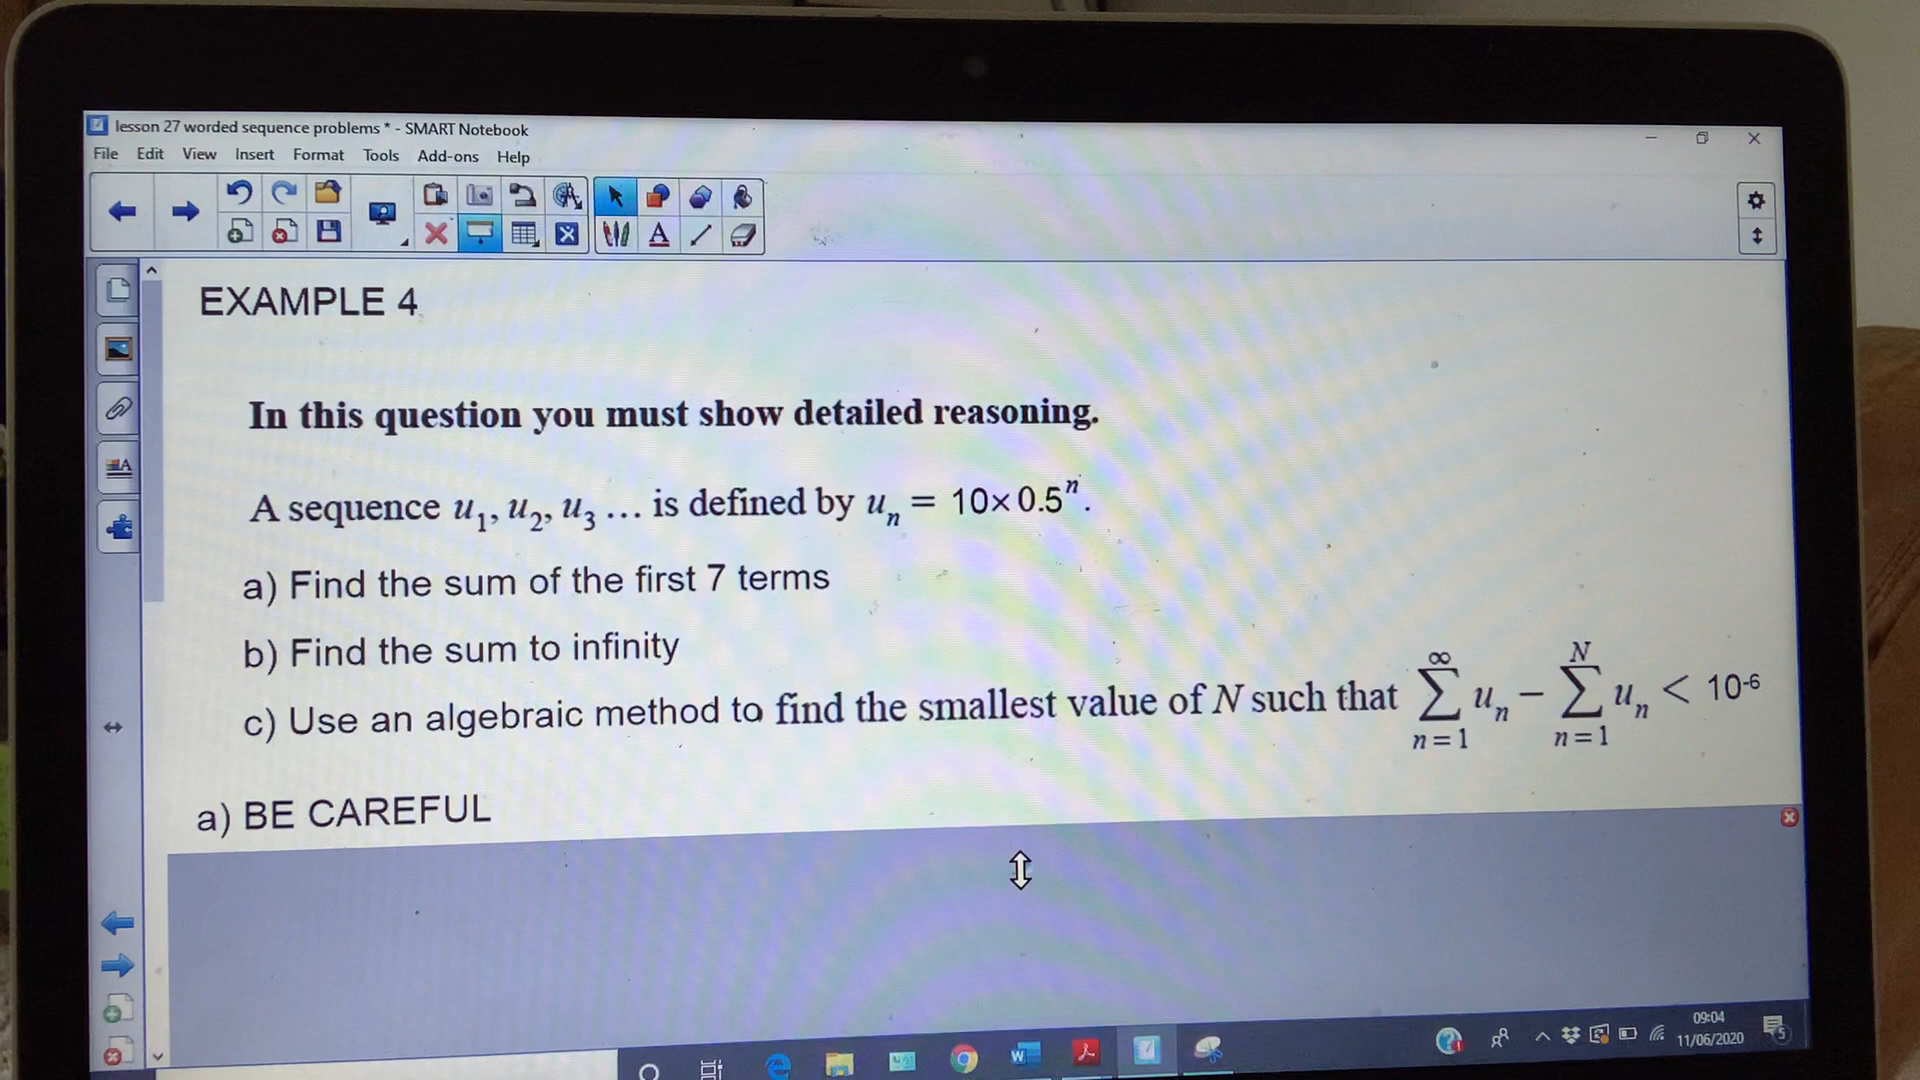 lesson 27 worded sequence problems * - SMART Notebook
File Edit View Insert Format Tools Add-ons Help
EXAMPLE 4
In this question you must show detailed reasoning.
A sequence u₁, u₂, u₃ ... is defined by uₙ = 10×0.5ⁿ.
a) Find the sum of the first 7 terms
b) Find the sum to infinity
c) Use an algebraic method to find the smallest value of N such that ∑_{n=1}^{∞} uₙ − ∑_{n=1}^{N} uₙ < 10⁻⁶
a) BE CAREFUL
09:04
11/06/2020
5